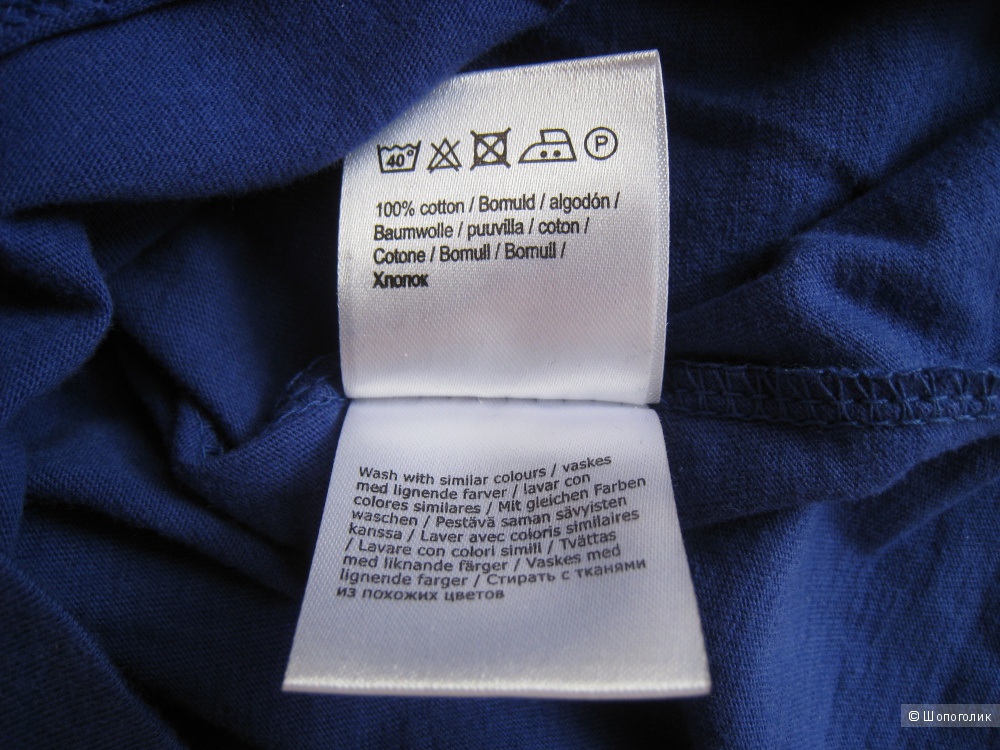 40°
P
100% cotton / Bomuld / algodón /
Baumwolle / puuvilla / coton /
Cotone / Bomull / Bomull /
Хлопок
Wash with similar colours / vaskes
med lignende farver / lavar con
colores similares / Mit gleichen Farben
waschen / Pestävä saman sävyisten
kanssa / Laver avec coloris similaires
/ Lavare con colori simili / Tvättas
med liknande färger / Vaskes med
lignende farger / Стирать с тканями
из похожих цветов
© Шопоголик